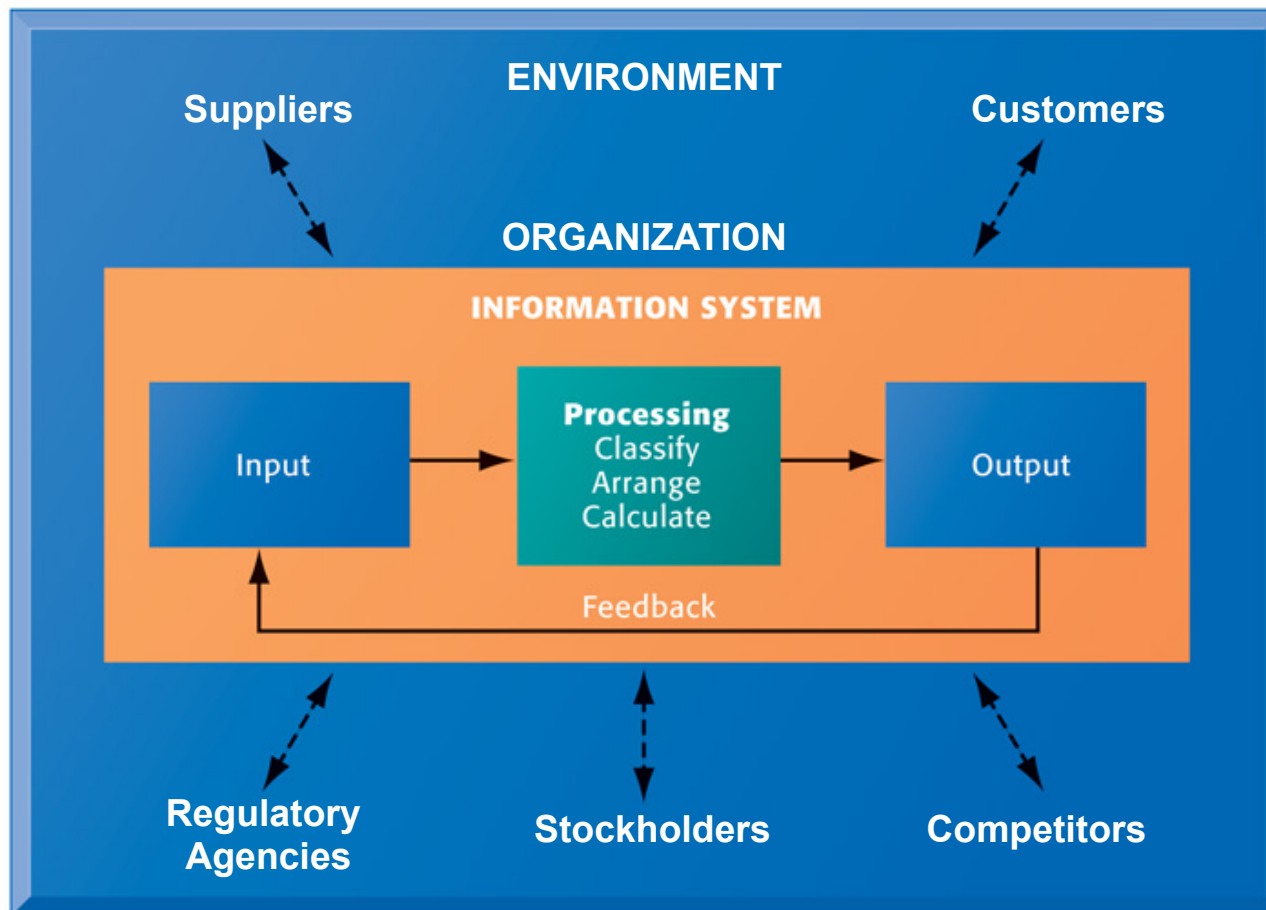 ENVIRONMENT
Suppliers
Customers
ORGANIZATION
INFORMATION SYSTEM
Input
Processing
Classify
Arrange
Calculate
Output
Feedback
Regulatory
Agencies
Stockholders
Competitors